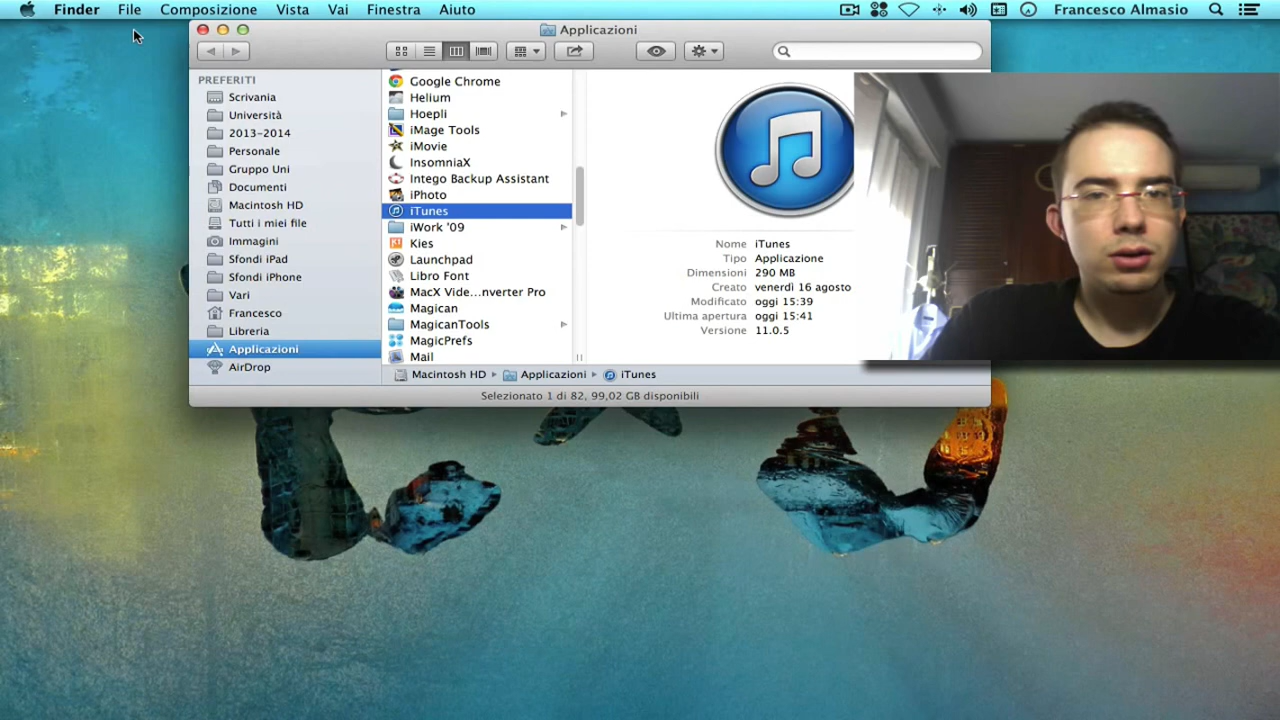 Finder File Composizione Vista Vai Finestra Aiuto Francesco Almasio
Applicazioni
PREFERITI
Scrivania
Università
2013-2014
Personale
Gruppo Uni
Documenti
Macintosh HD
Tutti i miei file
Immagini
Sfondi iPad
Sfondi iPhone
Vari
Francesco
Libreria
Applicazioni
AirDrop
Google Chrome
Helium
Hoepli
iMage Tools
iMovie
InsomniaX
Intego Backup Assistant
iPhoto
iTunes
iWork '09
Kies
Launchpad
Libro Font
MacX Vide...nverter Pro
Magican
MagicanTools
MagicPrefs
Mail
Nome iTunes
Tipo Applicazione
Dimensioni 290 MB
Creato venerdì 16 agosto
Modificato oggi 15:39
Ultima apertura oggi 15:41
Versione 11.0.5
Macintosh HD Applicazioni iTunes
Selezionato 1 di 82, 99,02 GB disponibili